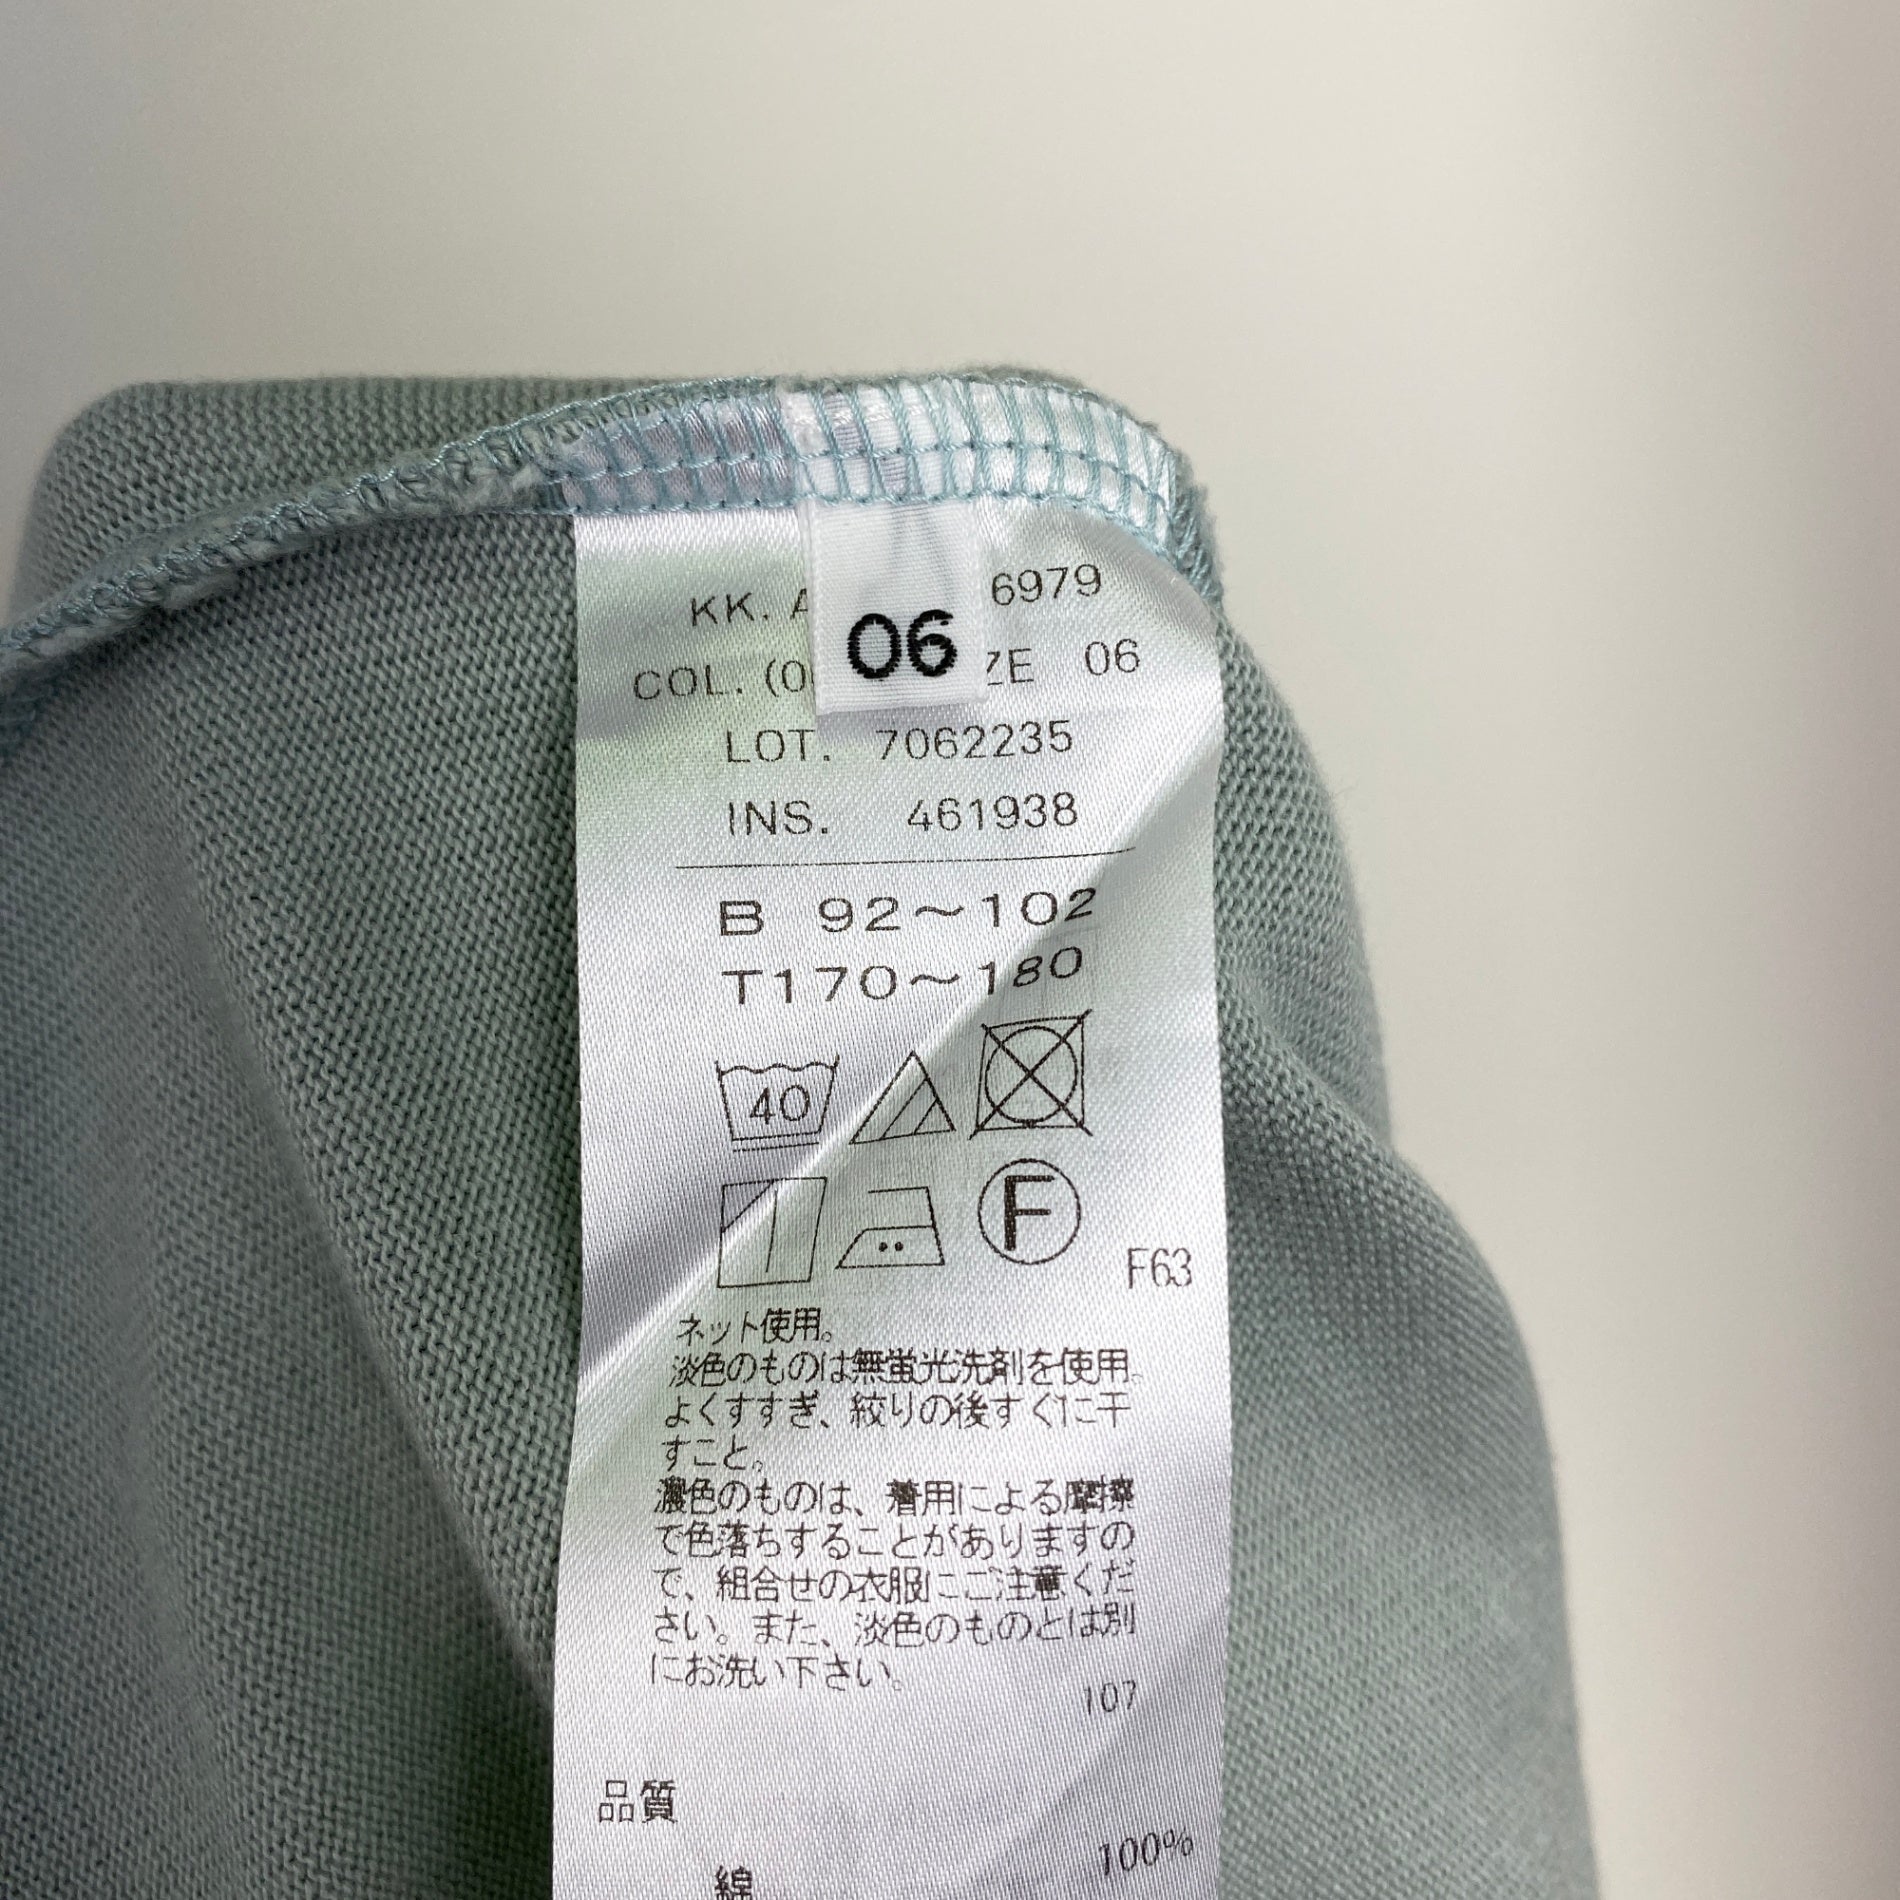 KK. 6979
06
COL. 06
LOT. 7062235
INS. 461938
B 92～102
T170～180
40
F
F63
ネット使用。
淡色のものは無蛍光洗剤を使用。
よくすすぎ、絞りの後すぐに干
すこと。
濃色のものは、着用による摩擦
で色落ちすることがありますの
で、組合せの衣服にご注意くだ
さい。また、淡色のものとは別
にお洗い下さい。
107
品質
綿 100%